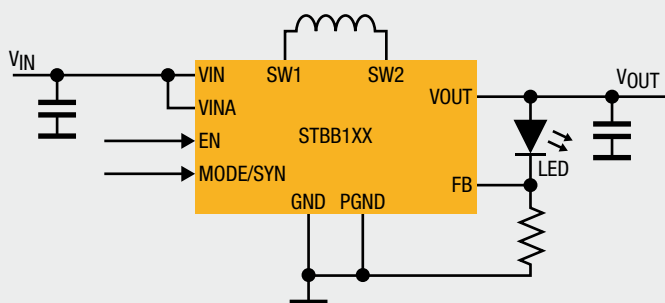 VIN
SW1 SW2
VIN
VOUT
VOUT
VINA
STBB1XX
EN
LED
MODE/SYN
FB
GND PGND